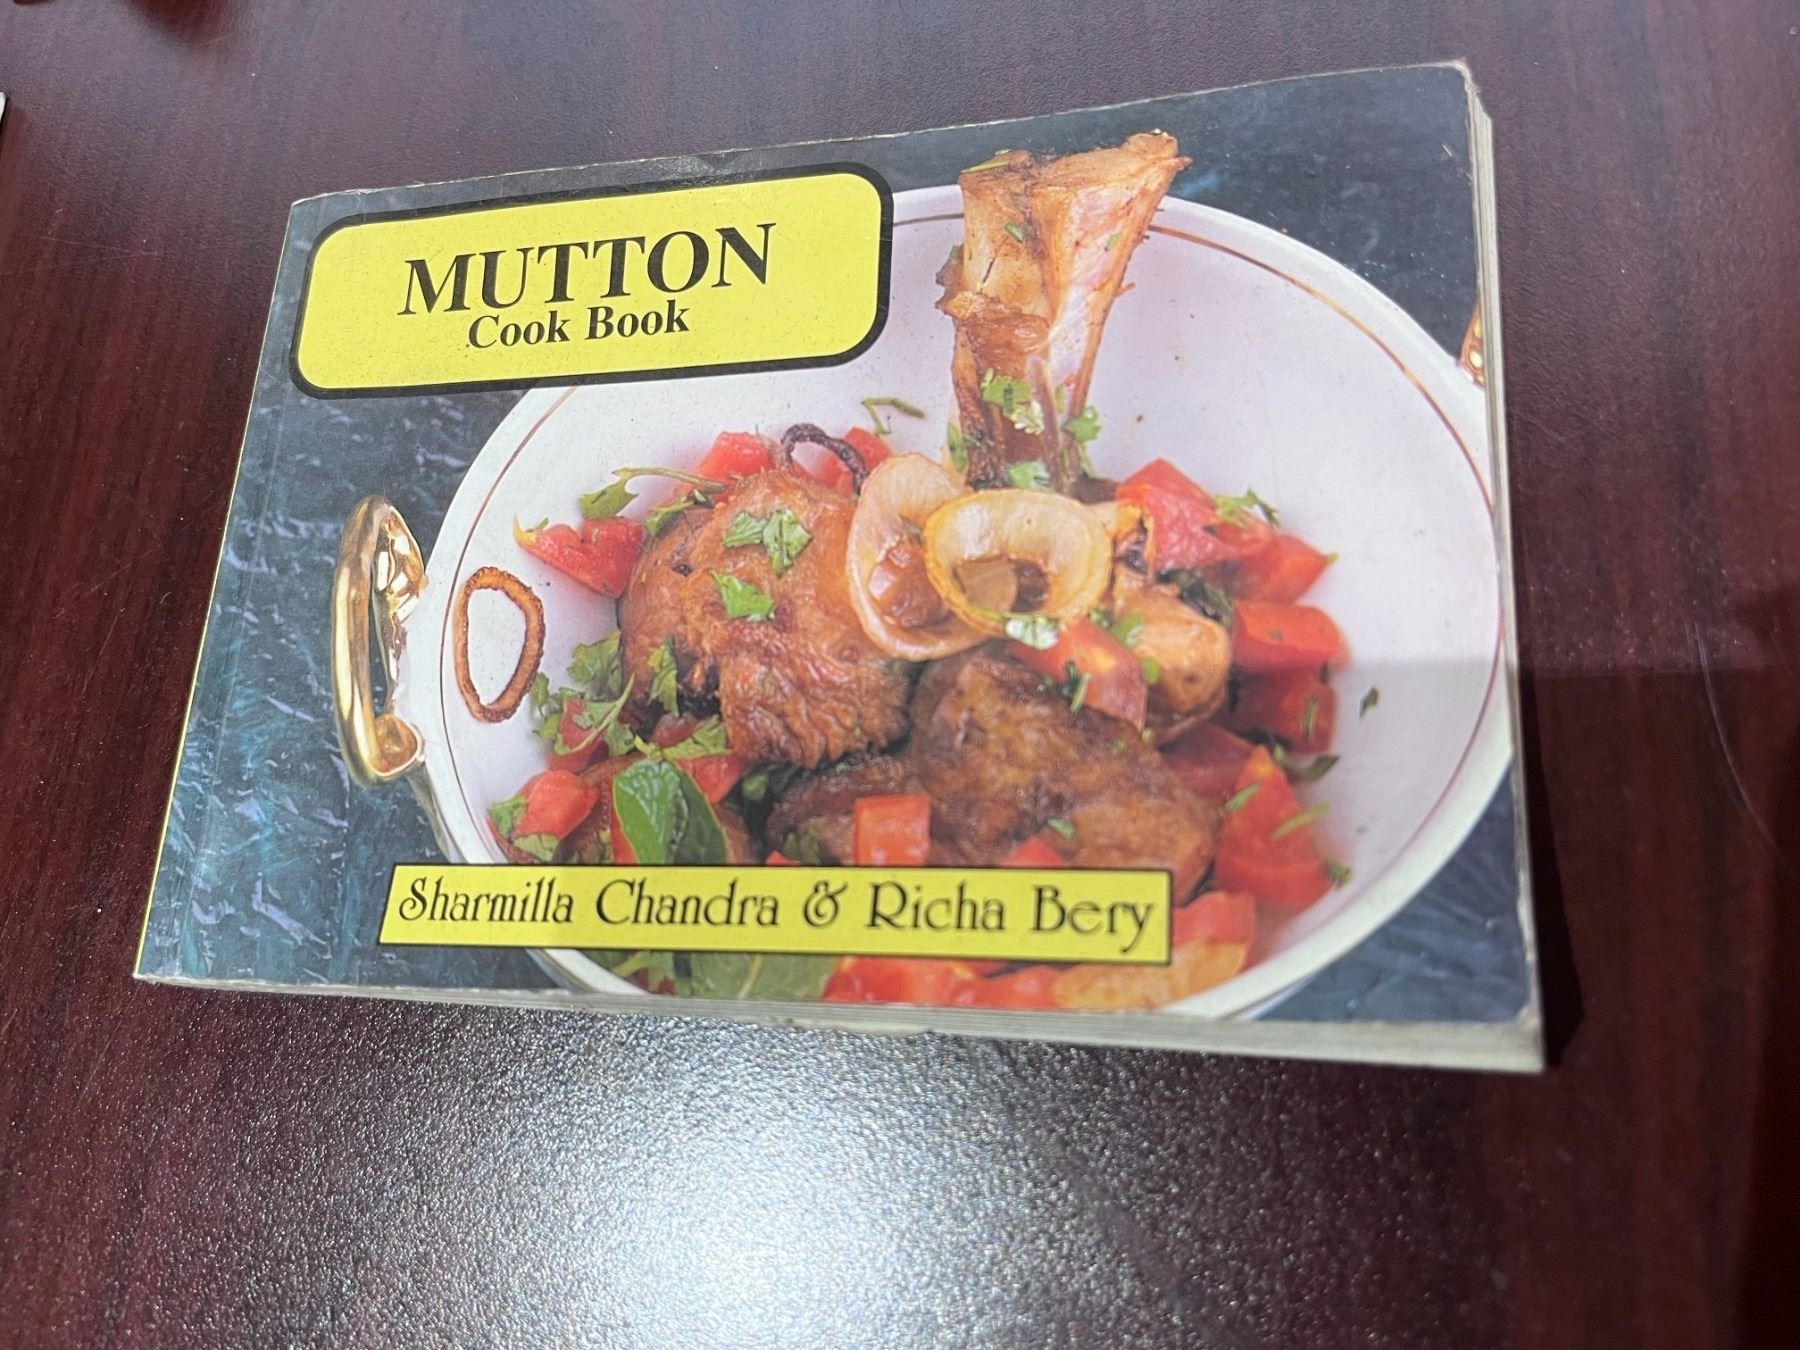 MUTTON
Cook Book
Sharmilla Chandra & Richa Bery